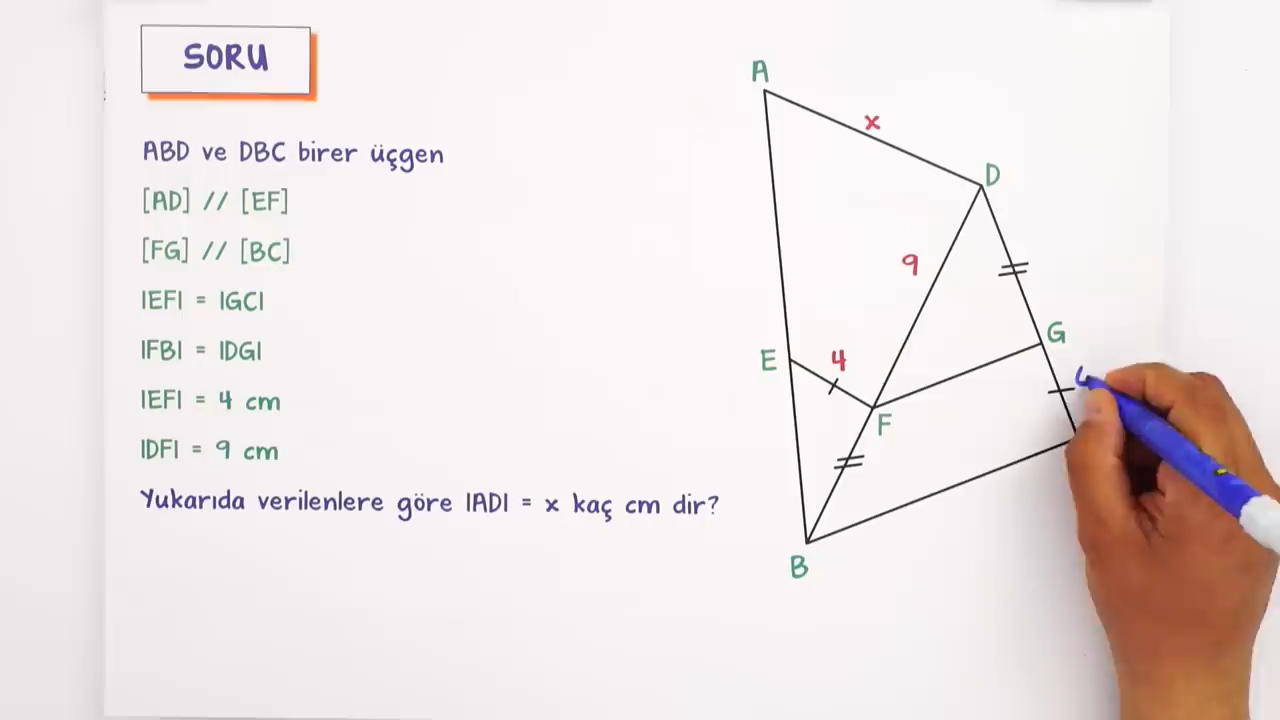 SORU
ABD ve DBC birer üçgen
[AD] // [EF]
[FG] // [BC]
|EF| = |GC|
|FB| = |DG|
|EF| = 4 cm
|DF| = 9 cm
Yukarıda verilenlere göre |AD| = x kaç cm dir?
A
x
D
9
G
E
4
F
B